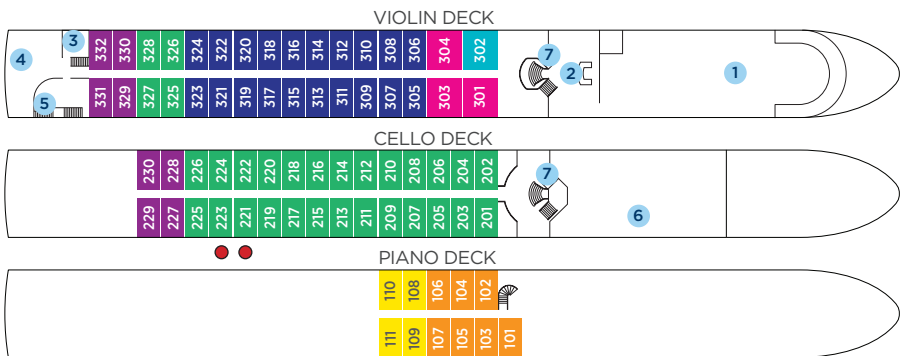 VIOLIN DECK
3
4
332 330 328 326 324 322 320 318 316 314 312 310 308 306 304 302
7
2
1
5
331 329 327 325 323 321 319 317 315 313 311 309 307 305 303 301
CELLO DECK
230 228 226 224 222 220 218 216 214 212 210 208 206 204 202
7
6
229 227 225 223 221 219 217 215 213 211 209 207 205 203 201
PIANO DECK
110 108 106 104 102
111 109 107 105 103 101